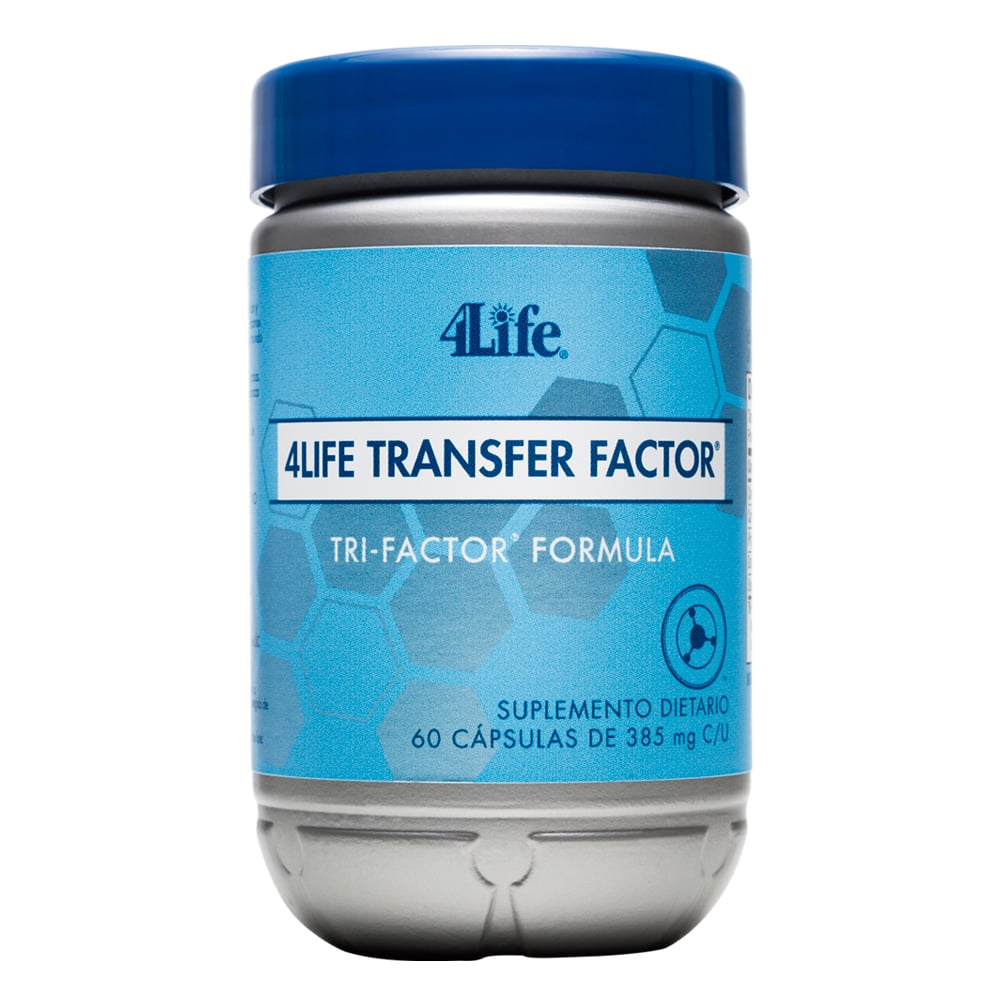 4Life®
4LIFE TRANSFER FACTOR®
TRI-FACTOR® FORMULA
SUPLEMENTO DIETARIO
60 CÁPSULAS DE 385 mg C/U